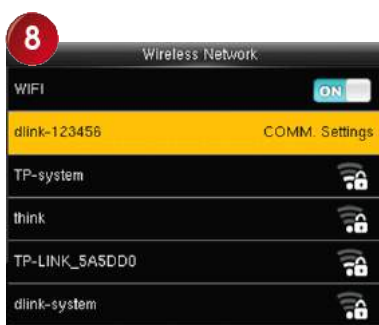 8
Wireless Network
WIFI ON
dlink-123456 COMM. Settings
TP-system
think
TP-LINK_5A5DD0
dlink-system